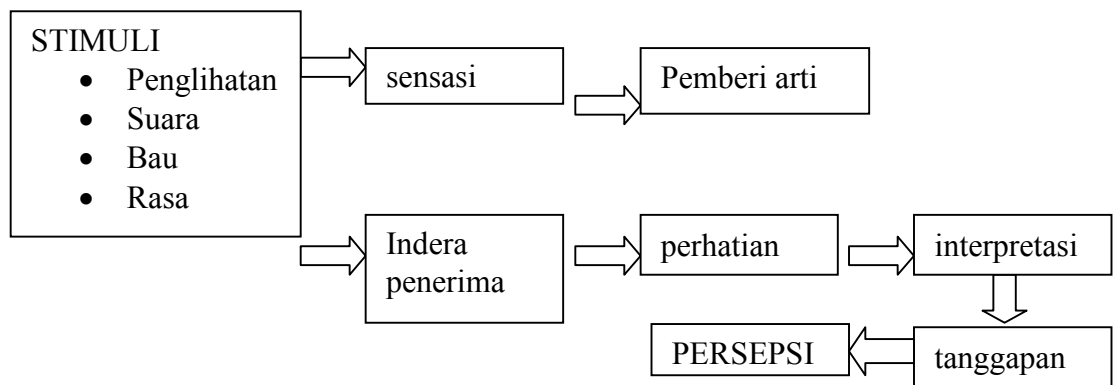 STIMULI
• Penglihatan
• Suara
• Bau
• Rasa
sensasi
Pemberi arti
Indera
penerima
perhatian
interpretasi
tanggapan
PERSEPSI